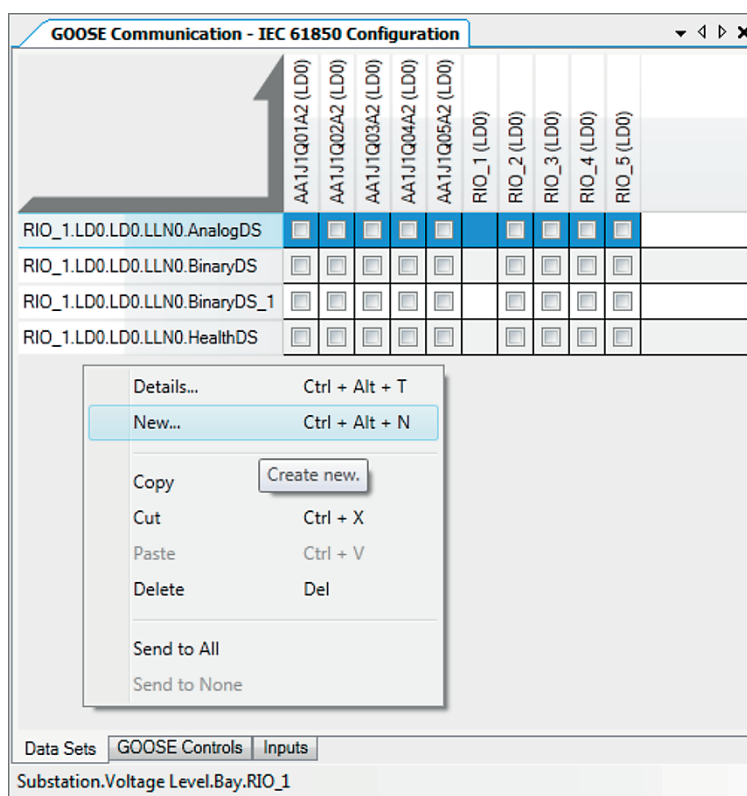 GOOSE Communication - IEC 61850 Configuration
AA1J1Q01A2 (LD0)
AA1J1Q02A2 (LD0)
AA1J1Q03A2 (LD0)
AA1J1Q04A2 (LD0)
AA1J1Q05A2 (LD0)
RIO_1 (LD0)
RIO_2 (LD0)
RIO_3 (LD0)
RIO_4 (LD0)
RIO_5 (LD0)
RIO_1.LD0.LD0.LLN0.AnalogDS
RIO_1.LD0.LD0.LLN0.BinaryDS
RIO_1.LD0.LD0.LLN0.BinaryDS_1
RIO_1.LD0.LD0.LLN0.HealthDS
Details... Ctrl + Alt + T
New... Ctrl + Alt + N
Copy
Create new.
Cut Ctrl + X
Paste Ctrl + V
Delete Del
Send to All
Send to None
Data Sets GOOSE Controls Inputs
Substation.Voltage Level.Bay.RIO_1